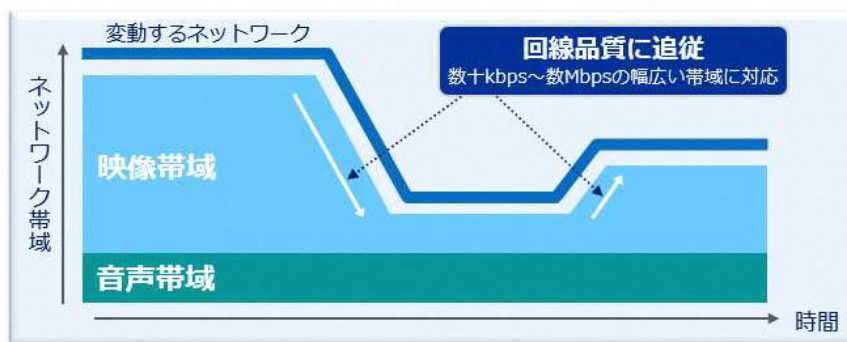 変動するネットワーク
回線品質に追従
数十kbps～数Mbpsの幅広い帯域に対応
ネットワーク帯域
映像帯域
音声帯域
時間